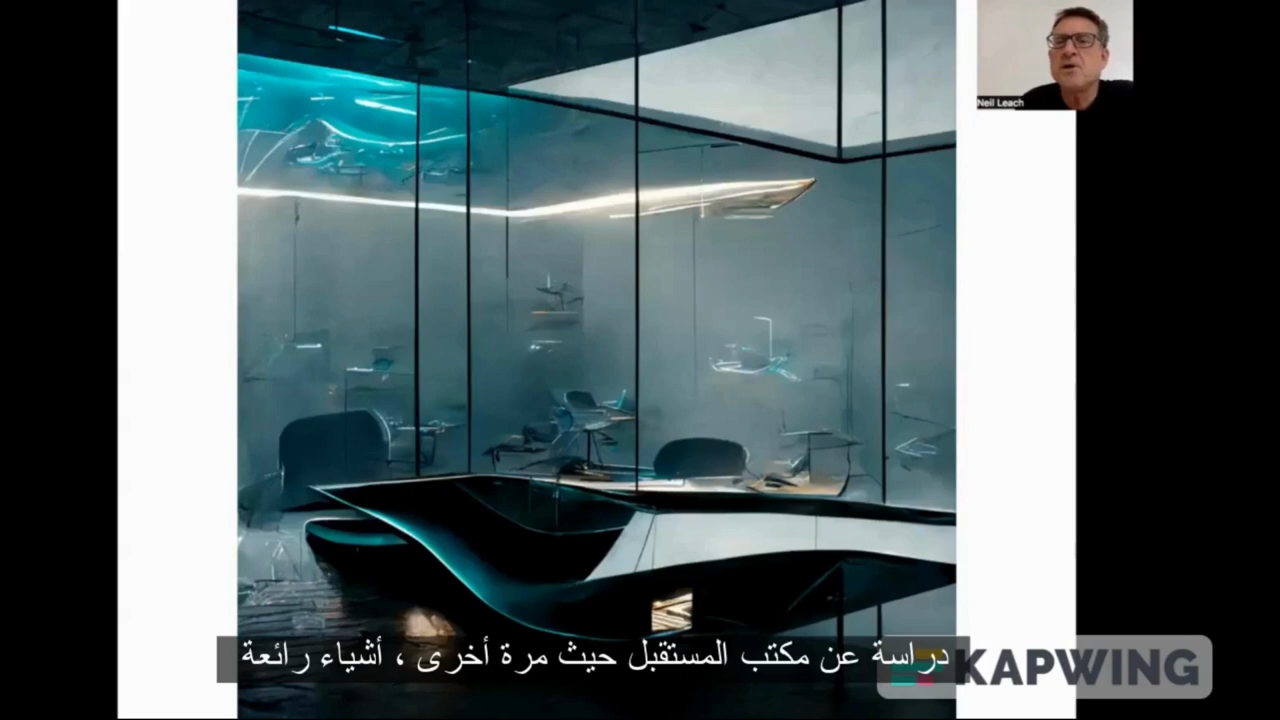 Neil Leach
دراسة عن مكتب المستقبل حيث مرة أخرى ، أشياء رائعة
KAPWING